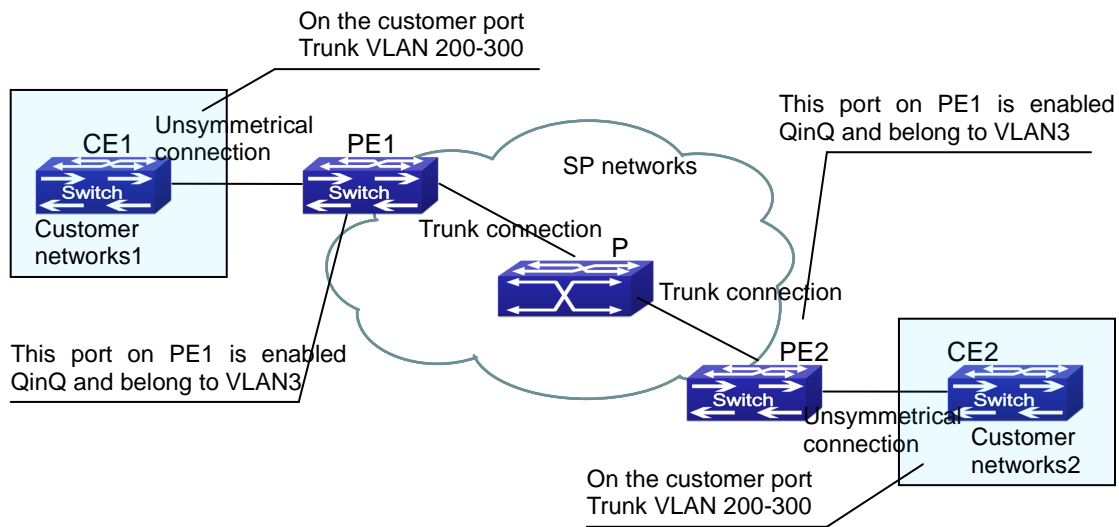 On the customer port
Trunk VLAN 200-300
This port on PE1 is enabled
QinQ and belong to VLAN3
Unsymmetrical
connection
CE1
PE1
SP networks
Switch
Switch
Customer
networks1
Trunk connection
P
Trunk connection
This port on PE1 is enabled
QinQ and belong to VLAN3
PE2
CE2
Switch
Switch
Unsymmetrical
connection
Customer
networks2
On the customer port
Trunk VLAN 200-300